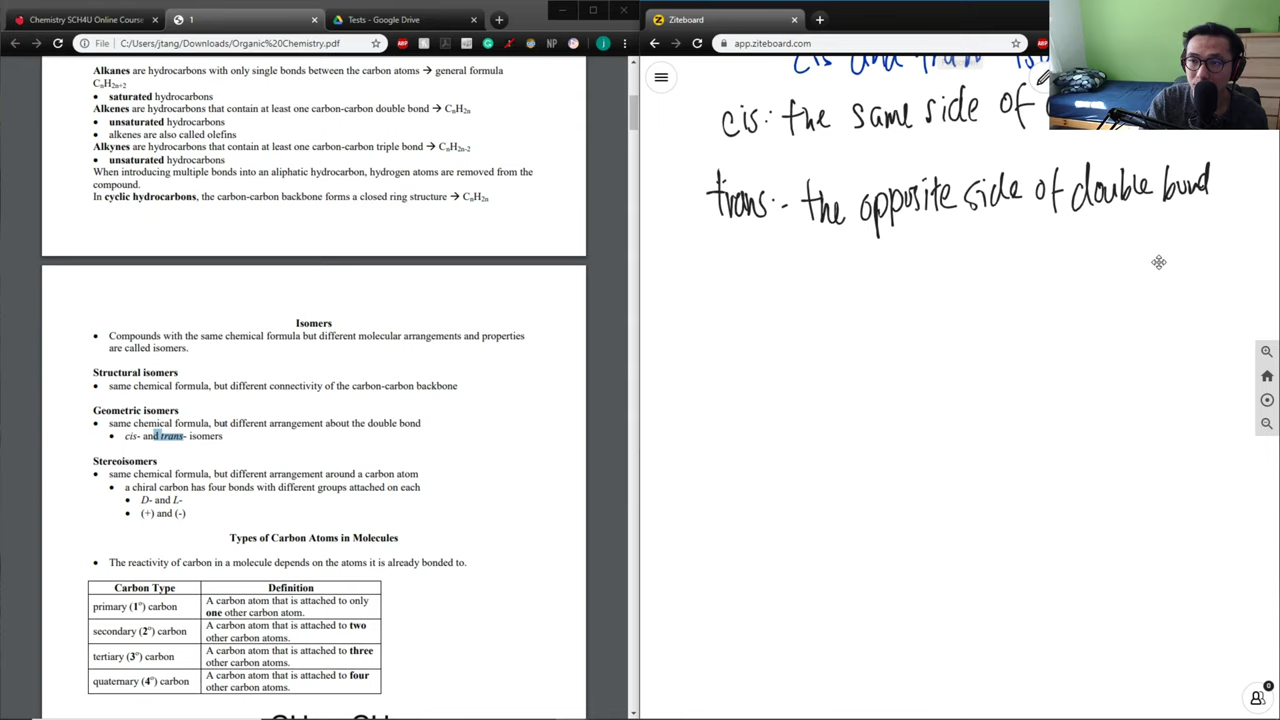 Chemistry SCH4U Online Course
1
Tests - Google Drive
File
C:/Users/jtang/Downloads/Organic%20Chemistry.pdf
ABP
NP
j
Alkanes are hydrocarbons with only single bonds between the carbon atoms → general formula
CnH2n+2
• saturated hydrocarbons
Alkenes are hydrocarbons that contain at least one carbon-carbon double bond → CnH2n
• unsaturated hydrocarbons
• alkenes are also called olefins
Alkynes are hydrocarbons that contain at least one carbon-carbon triple bond → CnH2n-2
• unsaturated hydrocarbons
When introducing multiple bonds into an aliphatic hydrocarbon, hydrogen atoms are removed from the
compound.
In cyclic hydrocarbons, the carbon-carbon backbone forms a closed ring structure → CnH2n
Isomers
• Compounds with the same chemical formula but different molecular arrangements and properties
are called isomers.
Structural isomers
• same chemical formula, but different connectivity of the carbon-carbon backbone
Geometric isomers
• same chemical formula, but different arrangement about the double bond
• cis- and trans- isomers
Stereoisomers
• same chemical formula, but different arrangement around a carbon atom
• a chiral carbon has four bonds with different groups attached on each
• D- and L-
• (+) and (-)
Types of Carbon Atoms in Molecules
• The reactivity of carbon in a molecule depends on the atoms it is already bonded to.
Carbon Type Definition
primary (1°) carbon A carbon atom that is attached to only
one other carbon atom.
secondary (2°) carbon A carbon atom that is attached to two
other carbon atoms.
tertiary (3°) carbon A carbon atom that is attached to three
other carbon atoms.
quaternary (4°) carbon A carbon atom that is attached to four
other carbon atoms.
Ziteboard
app.ziteboard.com
cis and tran
cis: the same side of
trans:- the opposite side of double bond
0